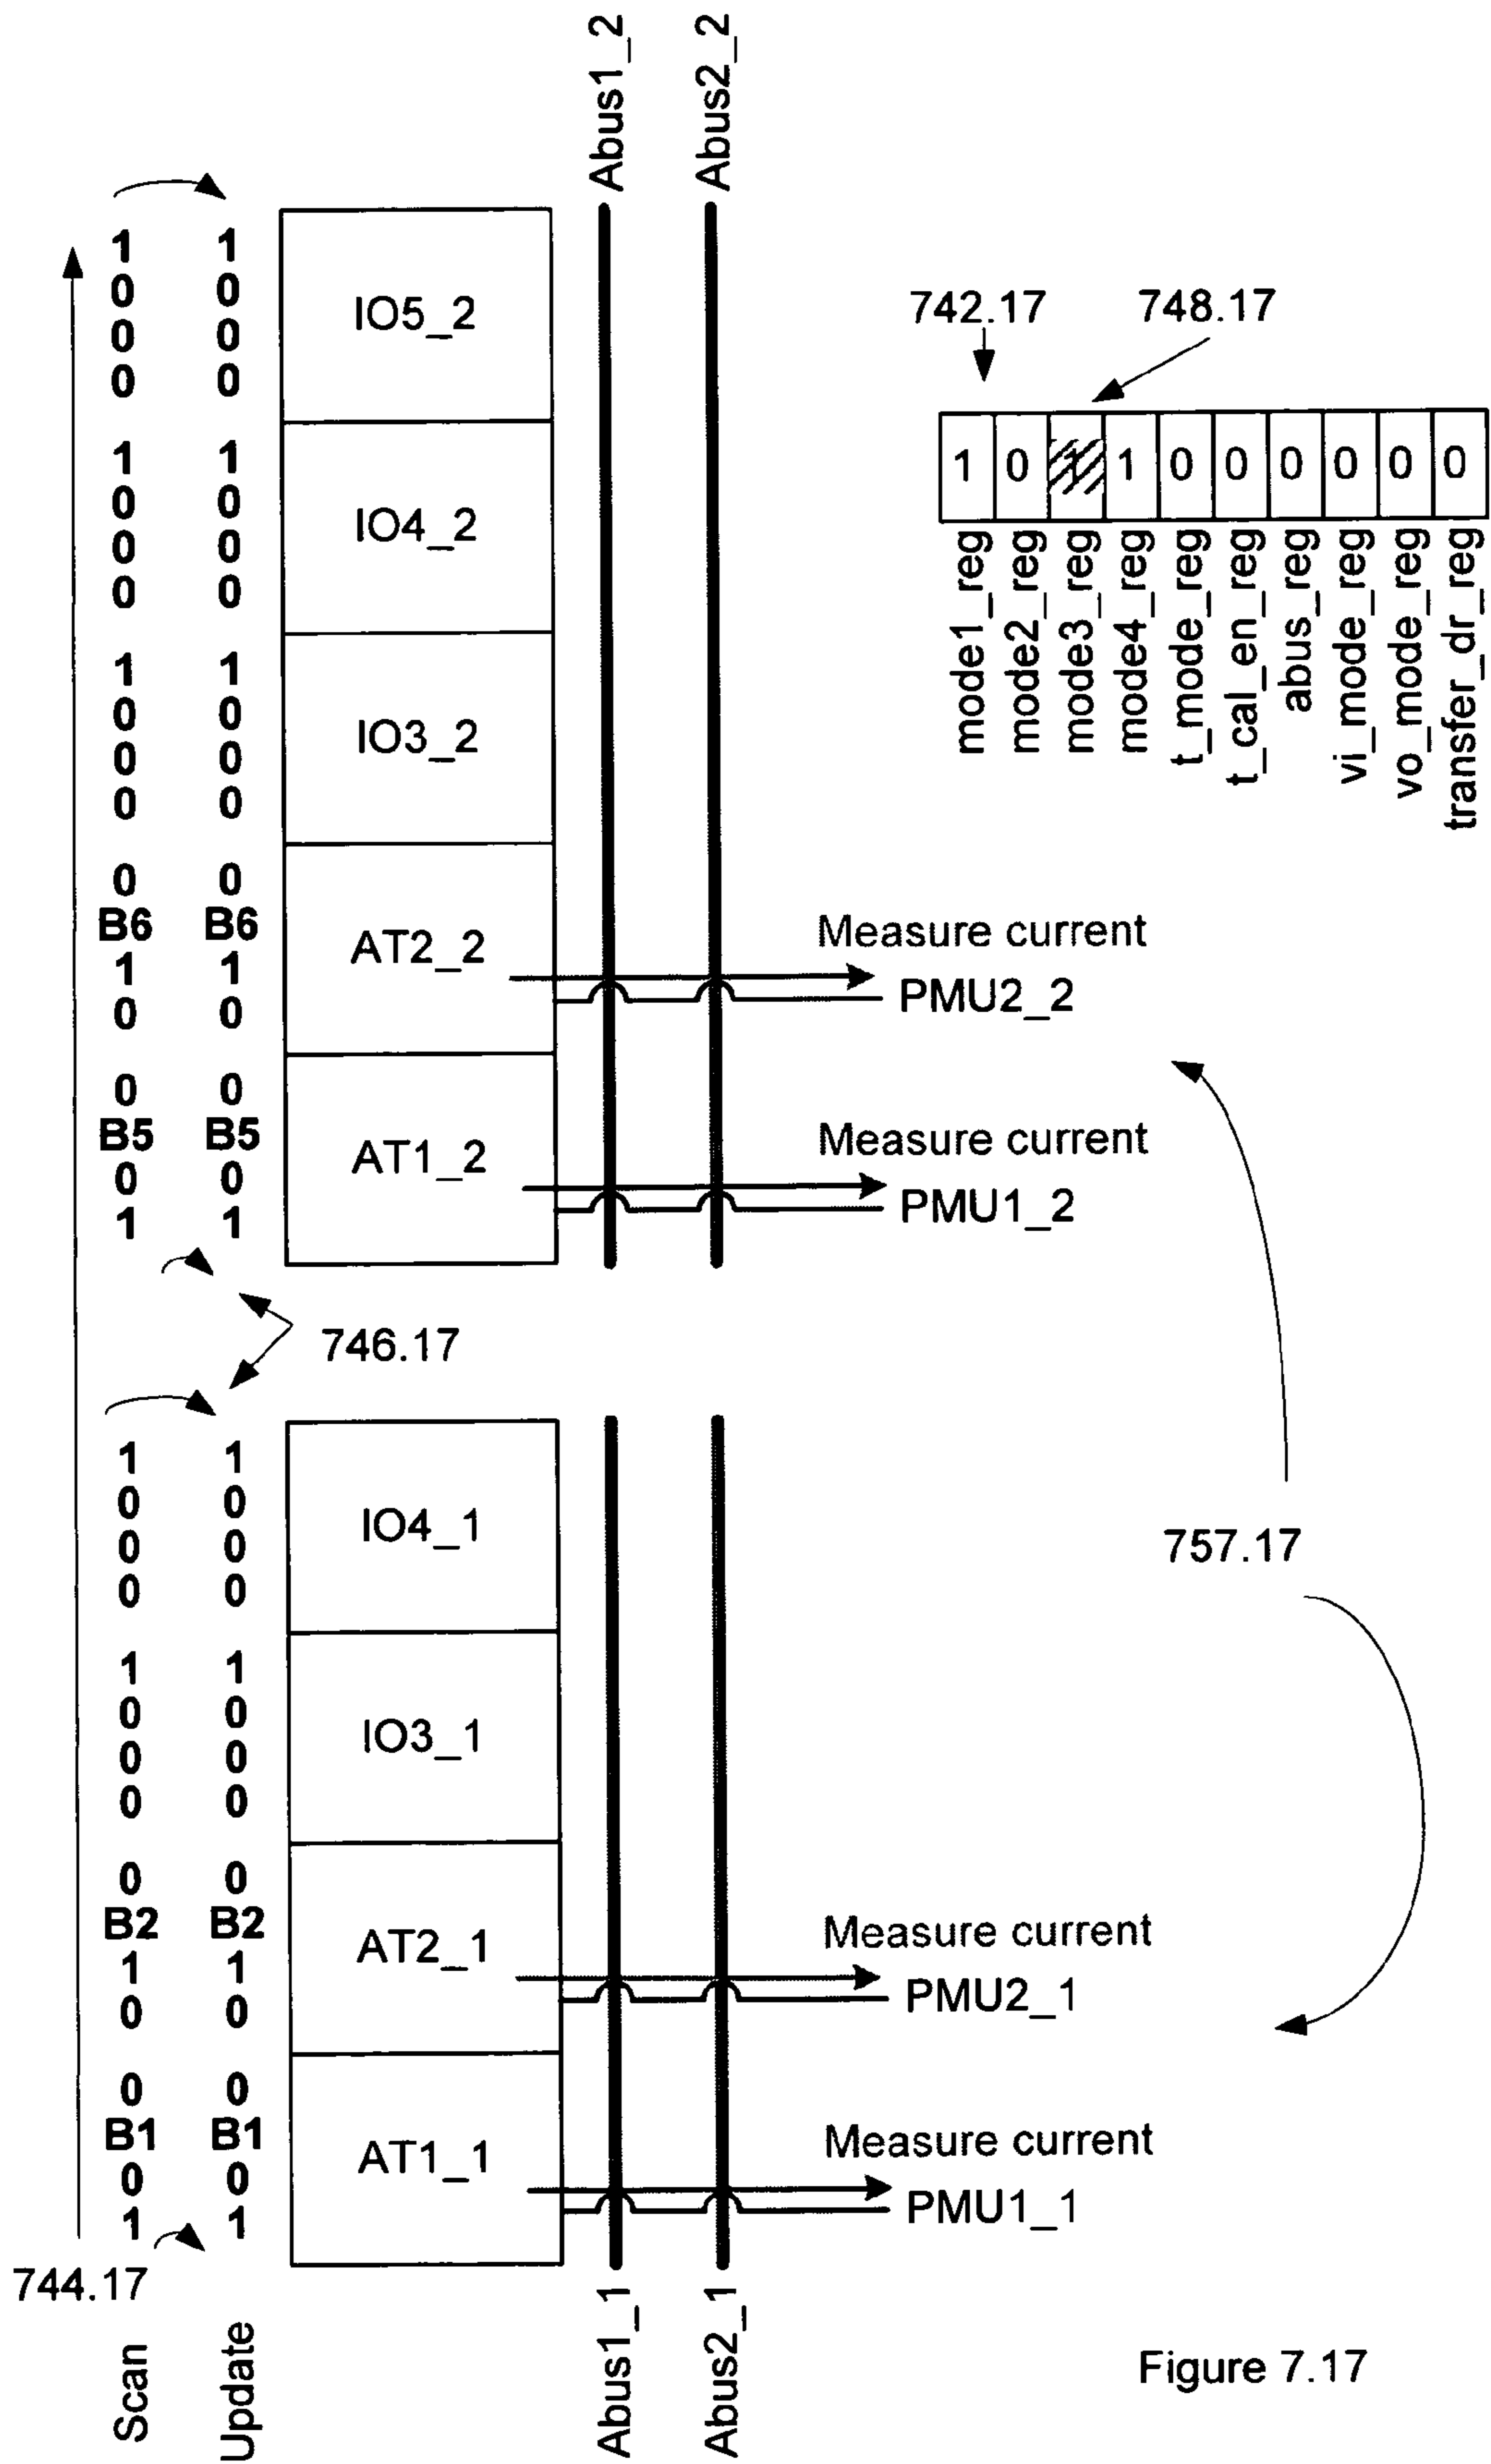 Abus1_2
Abus2_2
1 1
0 0
0 0
0 0
IO5_2
742.17 748.17
1 1
0 0
0 0
0 0
IO4_2
1 0 1 1 0 0 0 0 0 0
mode1_reg
mode2_reg
mode3_reg
mode4_reg
t_mode_reg
t_cal_en_reg
abus_reg
vi_mode_reg
vo_mode_reg
transfer_dr_reg
1 1
0 0
0 0
0 0
IO3_2
0 0
B6 B6
1 1
0 0
AT2_2
Measure current
PMU2_2
0 0
B5 B5
0 0
1 1
AT1_2
Measure current
PMU1_2
746.17
1 1
0 0
0 0
0 0
IO4_1
757.17
1 1
0 0
0 0
0 0
IO3_1
0 0
B2 B2
1 1
0 0
AT2_1
Measure current
PMU2_1
0 0
B1 B1
0 0
1 1
AT1_1
Measure current
PMU1_1
744.17
Scan
Update
Abus1_1
Abus2_1
Figure 7.17